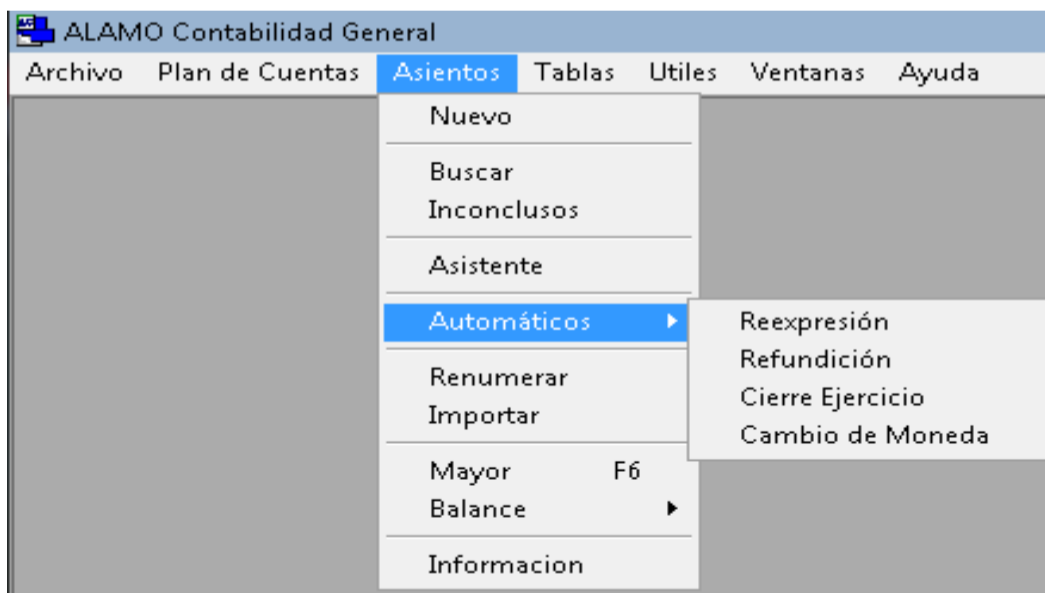 ALAMO Contabilidad General
Archivo Plan de Cuentas Asientos Tablas Utiles Ventanas Ayuda
Nuevo
Buscar
Inconclusos
Asistente
Automáticos
Reexpresión
Refundición
Cierre Ejercicio
Cambio de Moneda
Renumerar
Importar
Mayor F6
Balance
Informacion